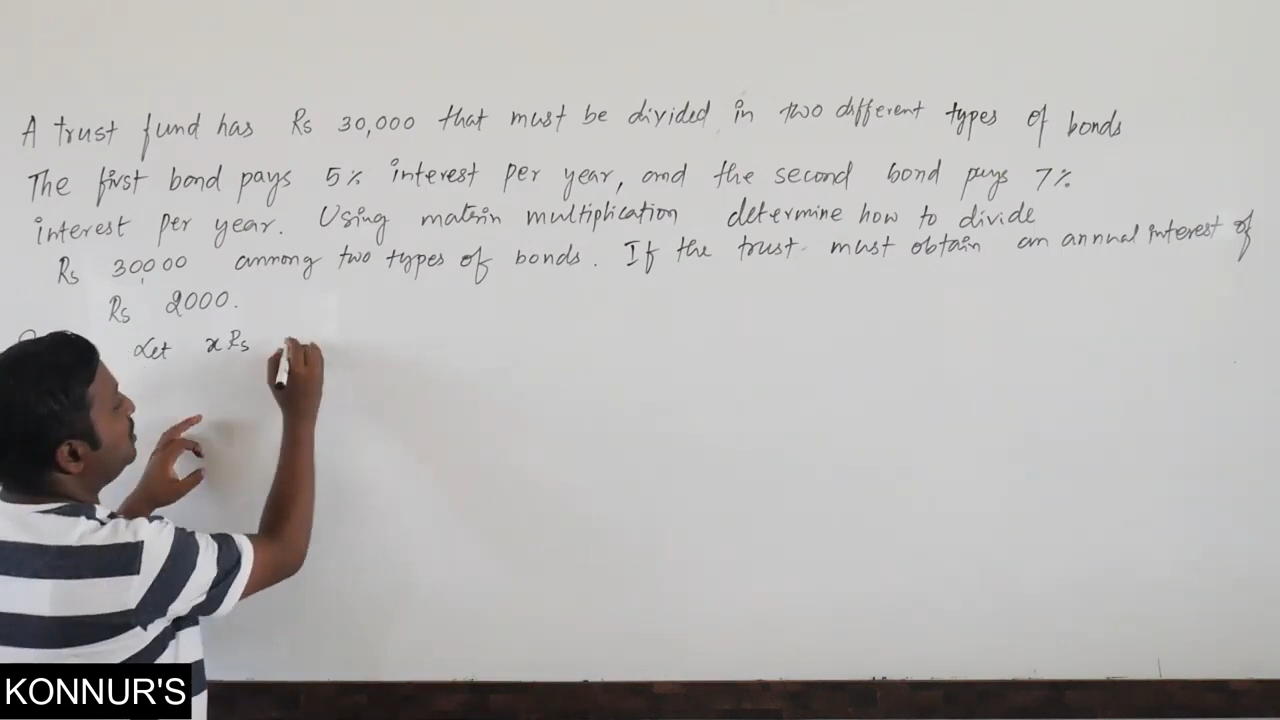 A trust fund has Rs 30,000 that must be divided in two different types of bonds
The first bond pays 5% interest per year, and the second bond pays 7%
interest per year. Using matrix multiplication determine how to divide
Rs 30000 among two types of bonds. If the trust must obtain an annual interest of
Rs 2000.
Let x Rs
KONNUR'S